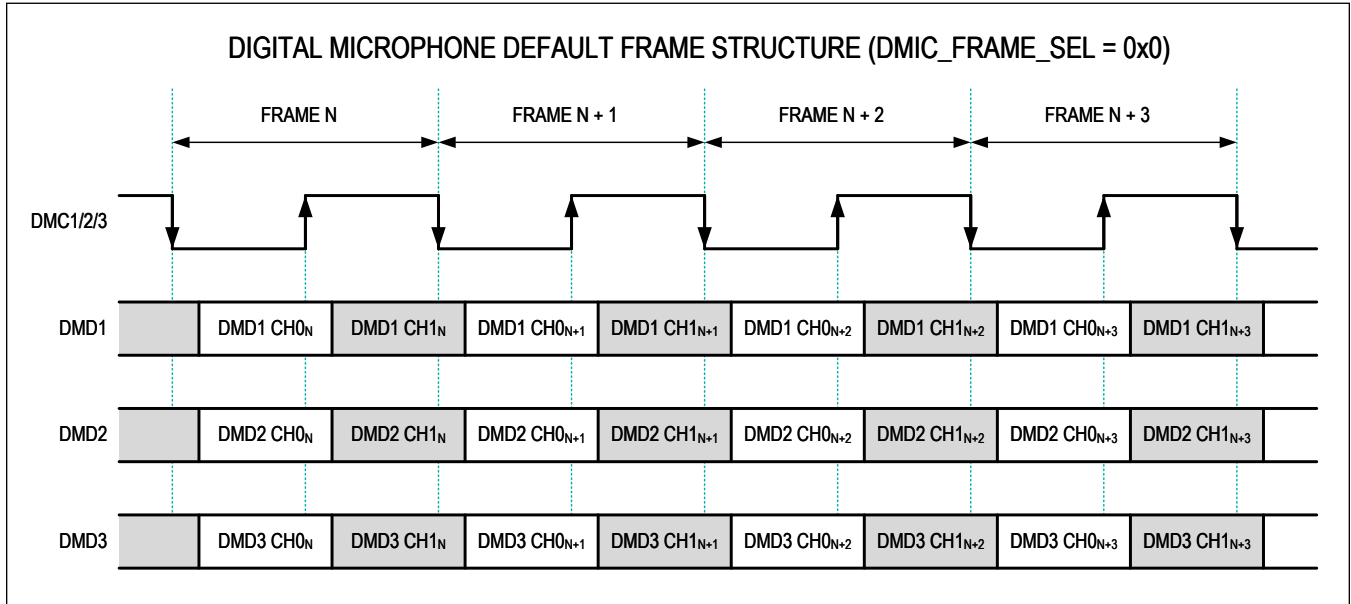 DIGITAL MICROPHONE DEFAULT FRAME STRUCTURE (DMIC_FRAME_SEL = 0x0)
FRAME N FRAME N + 1 FRAME N + 2 FRAME N + 3
DMC1/2/3
DMD1 DMD1 CH0N DMD1 CH1N DMD1 CH0N+1 DMD1 CH1N+1 DMD1 CH0N+2 DMD1 CH1N+2 DMD1 CH0N+3 DMD1 CH1N+3
DMD2 DMD2 CH0N DMD2 CH1N DMD2 CH0N+1 DMD2 CH1N+1 DMD2 CH0N+2 DMD2 CH1N+2 DMD2 CH0N+3 DMD2 CH1N+3
DMD3 DMD3 CH0N DMD3 CH1N DMD3 CH0N+1 DMD3 CH1N+1 DMD3 CH0N+2 DMD3 CH1N+2 DMD3 CH0N+3 DMD3 CH1N+3